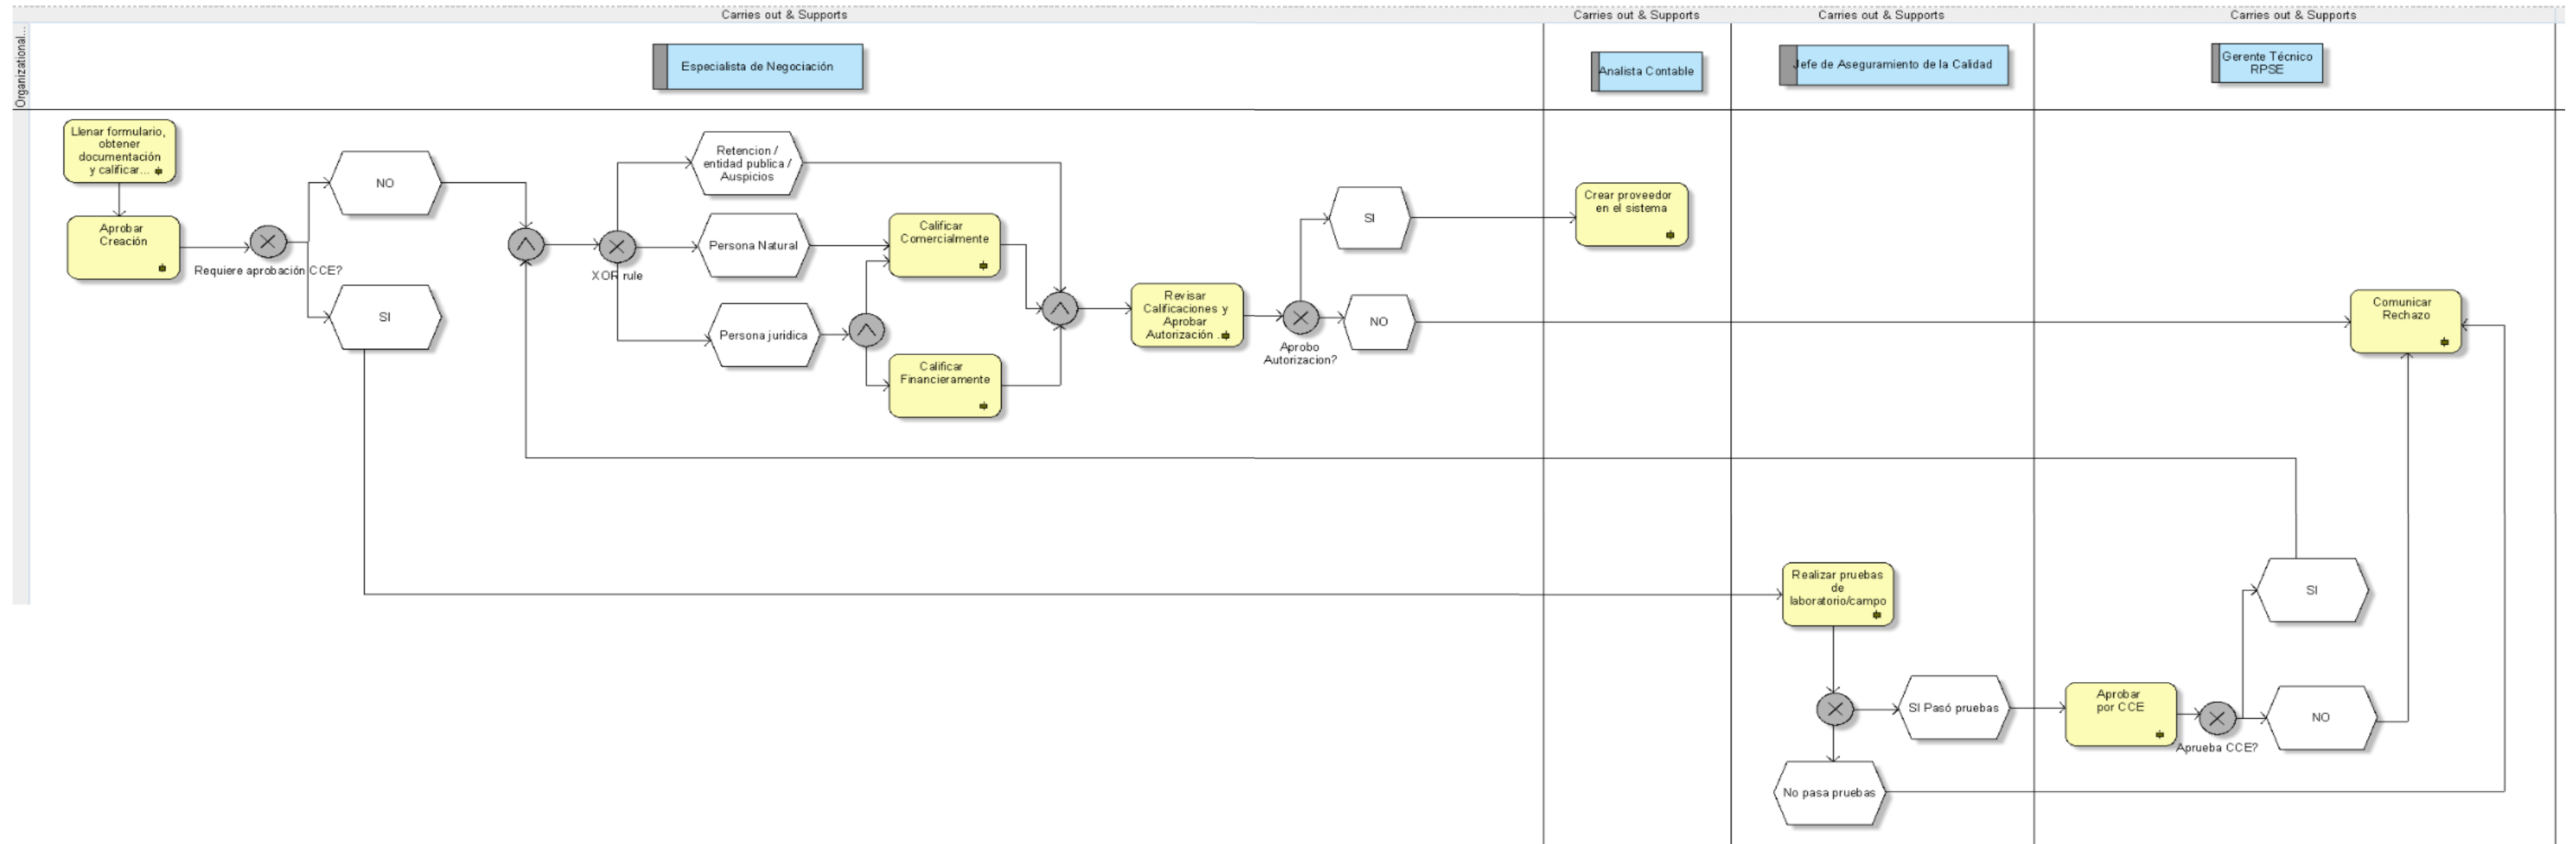 Carries out & Supports
Carries out & Supports
Carries out & Supports
Carries out & Supports
Organizational...
Especialista de Negociación
Analista Contable
Jefe de Aseguramiento de la Calidad
Gerente Técnico
RPSE
Llenar formulario,
obtener
documentación
y calificar...
Aprobar
Creación
Requiere aprobación CCE?
NO
SI
XOR rule
Retencion /
entidad publica /
Auspicios
Persona Natural
Persona juridica
Calificar
Comercialmente
Calificar
Financieramente
Revisar
Calificaciones y
Aprobar
Autorización .
Aprobo
Autorizacion?
SI
NO
Crear proveedor
en el sistema
Comunicar
Rechazo
Realizar pruebas
de
laboratorio/campo
SI Pasó pruebas
No pasa pruebas
Aprobar
por CCE
Aprueba CCE?
SI
NO